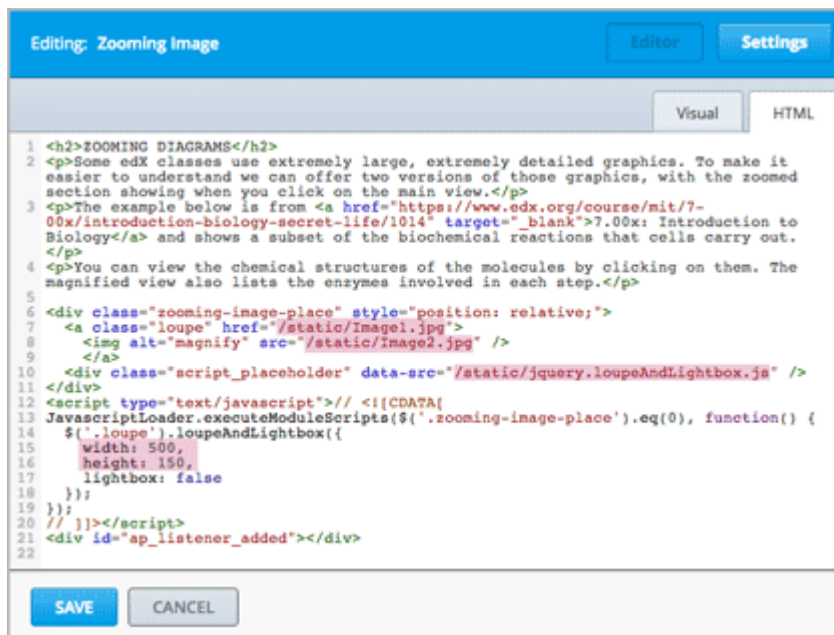 Editing: Zooming Image
Editor
Settings
Visual
HTML
1 <h2>ZOOMING DIAGRAMS</h2>
2 <p>Some edX classes use extremely large, extremely detailed graphics. To make it
easier to understand we can offer two versions of those graphics, with the zoomed
section showing when you click on the main view.</p>
3 <p>The example below is from <a href="https://www.edx.org/course/mit/7-
00x/introduction-biology-secret-life/1014" target="_blank">7.00x: Introduction to
Biology</a> and shows a subset of the biochemical reactions that cells carry out.
</p>
4 <p>You can view the chemical structures of the molecules by clicking on them. The
magnified view also lists the enzymes involved in each step.</p>
5
6 <div class="zooming-image-place" style="position: relative;">
7 <a class="loupe" href="/static/Image1.jpg">
8 <img alt="magnify" src="/static/Image2.jpg" />
9 </a>
10 <div class="script_placeholder" data-src="/static/jquery.loupeAndLightbox.js" />
11 </div>
12 <script type="text/javascript">// <![CDATA[
13 JavascriptLoader.executeModuleScripts($('.zooming-image-place').eq(0), function() {
14 $('.loupe').loupeAndLightbox({
15 width: 500,
16 height: 150,
17 lightbox: false
18 });
19 });
20 // ]]></script>
21 <div id="ap_listener_added"></div>
22
SAVE
CANCEL